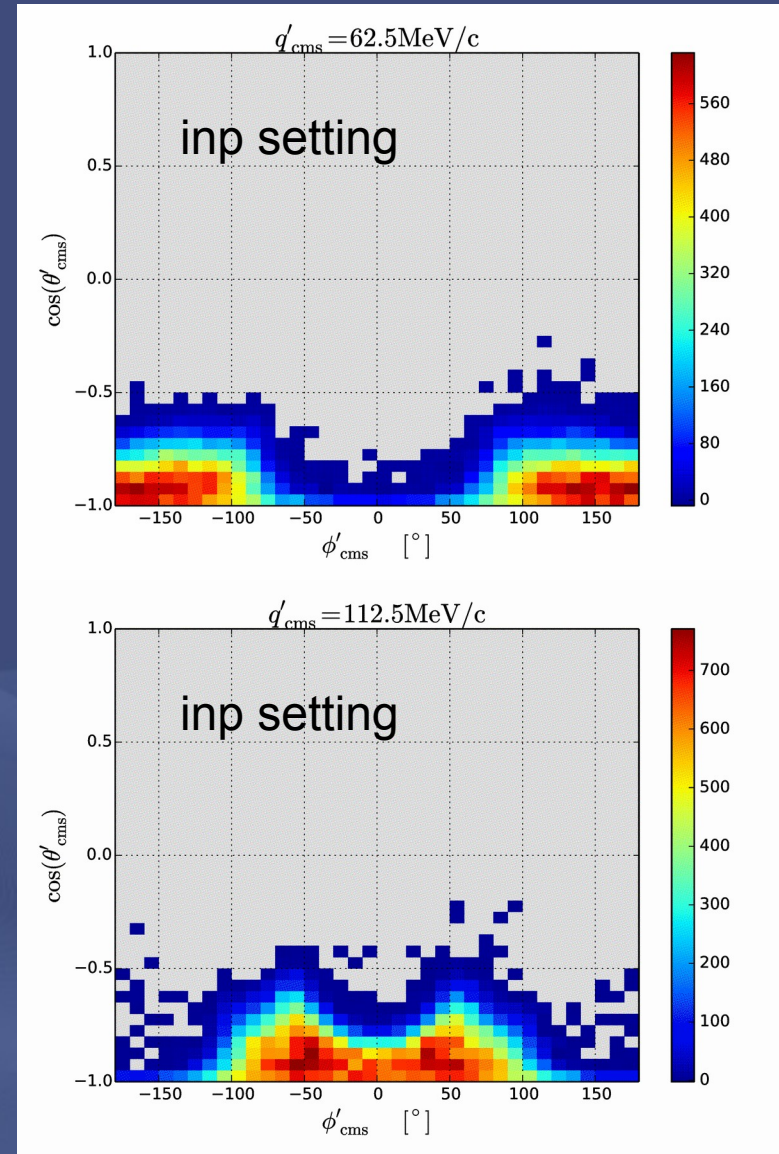 q′cms=62.5MeV/c
inp setting
cos(θ′cms)
1.0
0.5
0.0
−0.5
−1.0
−150 −100 −50 0 50 100 150
ϕ′cms [°]
560
480
400
320
240
160
80
0
q′cms=112.5MeV/c
inp setting
cos(θ′cms)
1.0
0.5
0.0
−0.5
−1.0
−150 −100 −50 0 50 100 150
ϕ′cms [°]
700
600
500
400
300
200
100
0